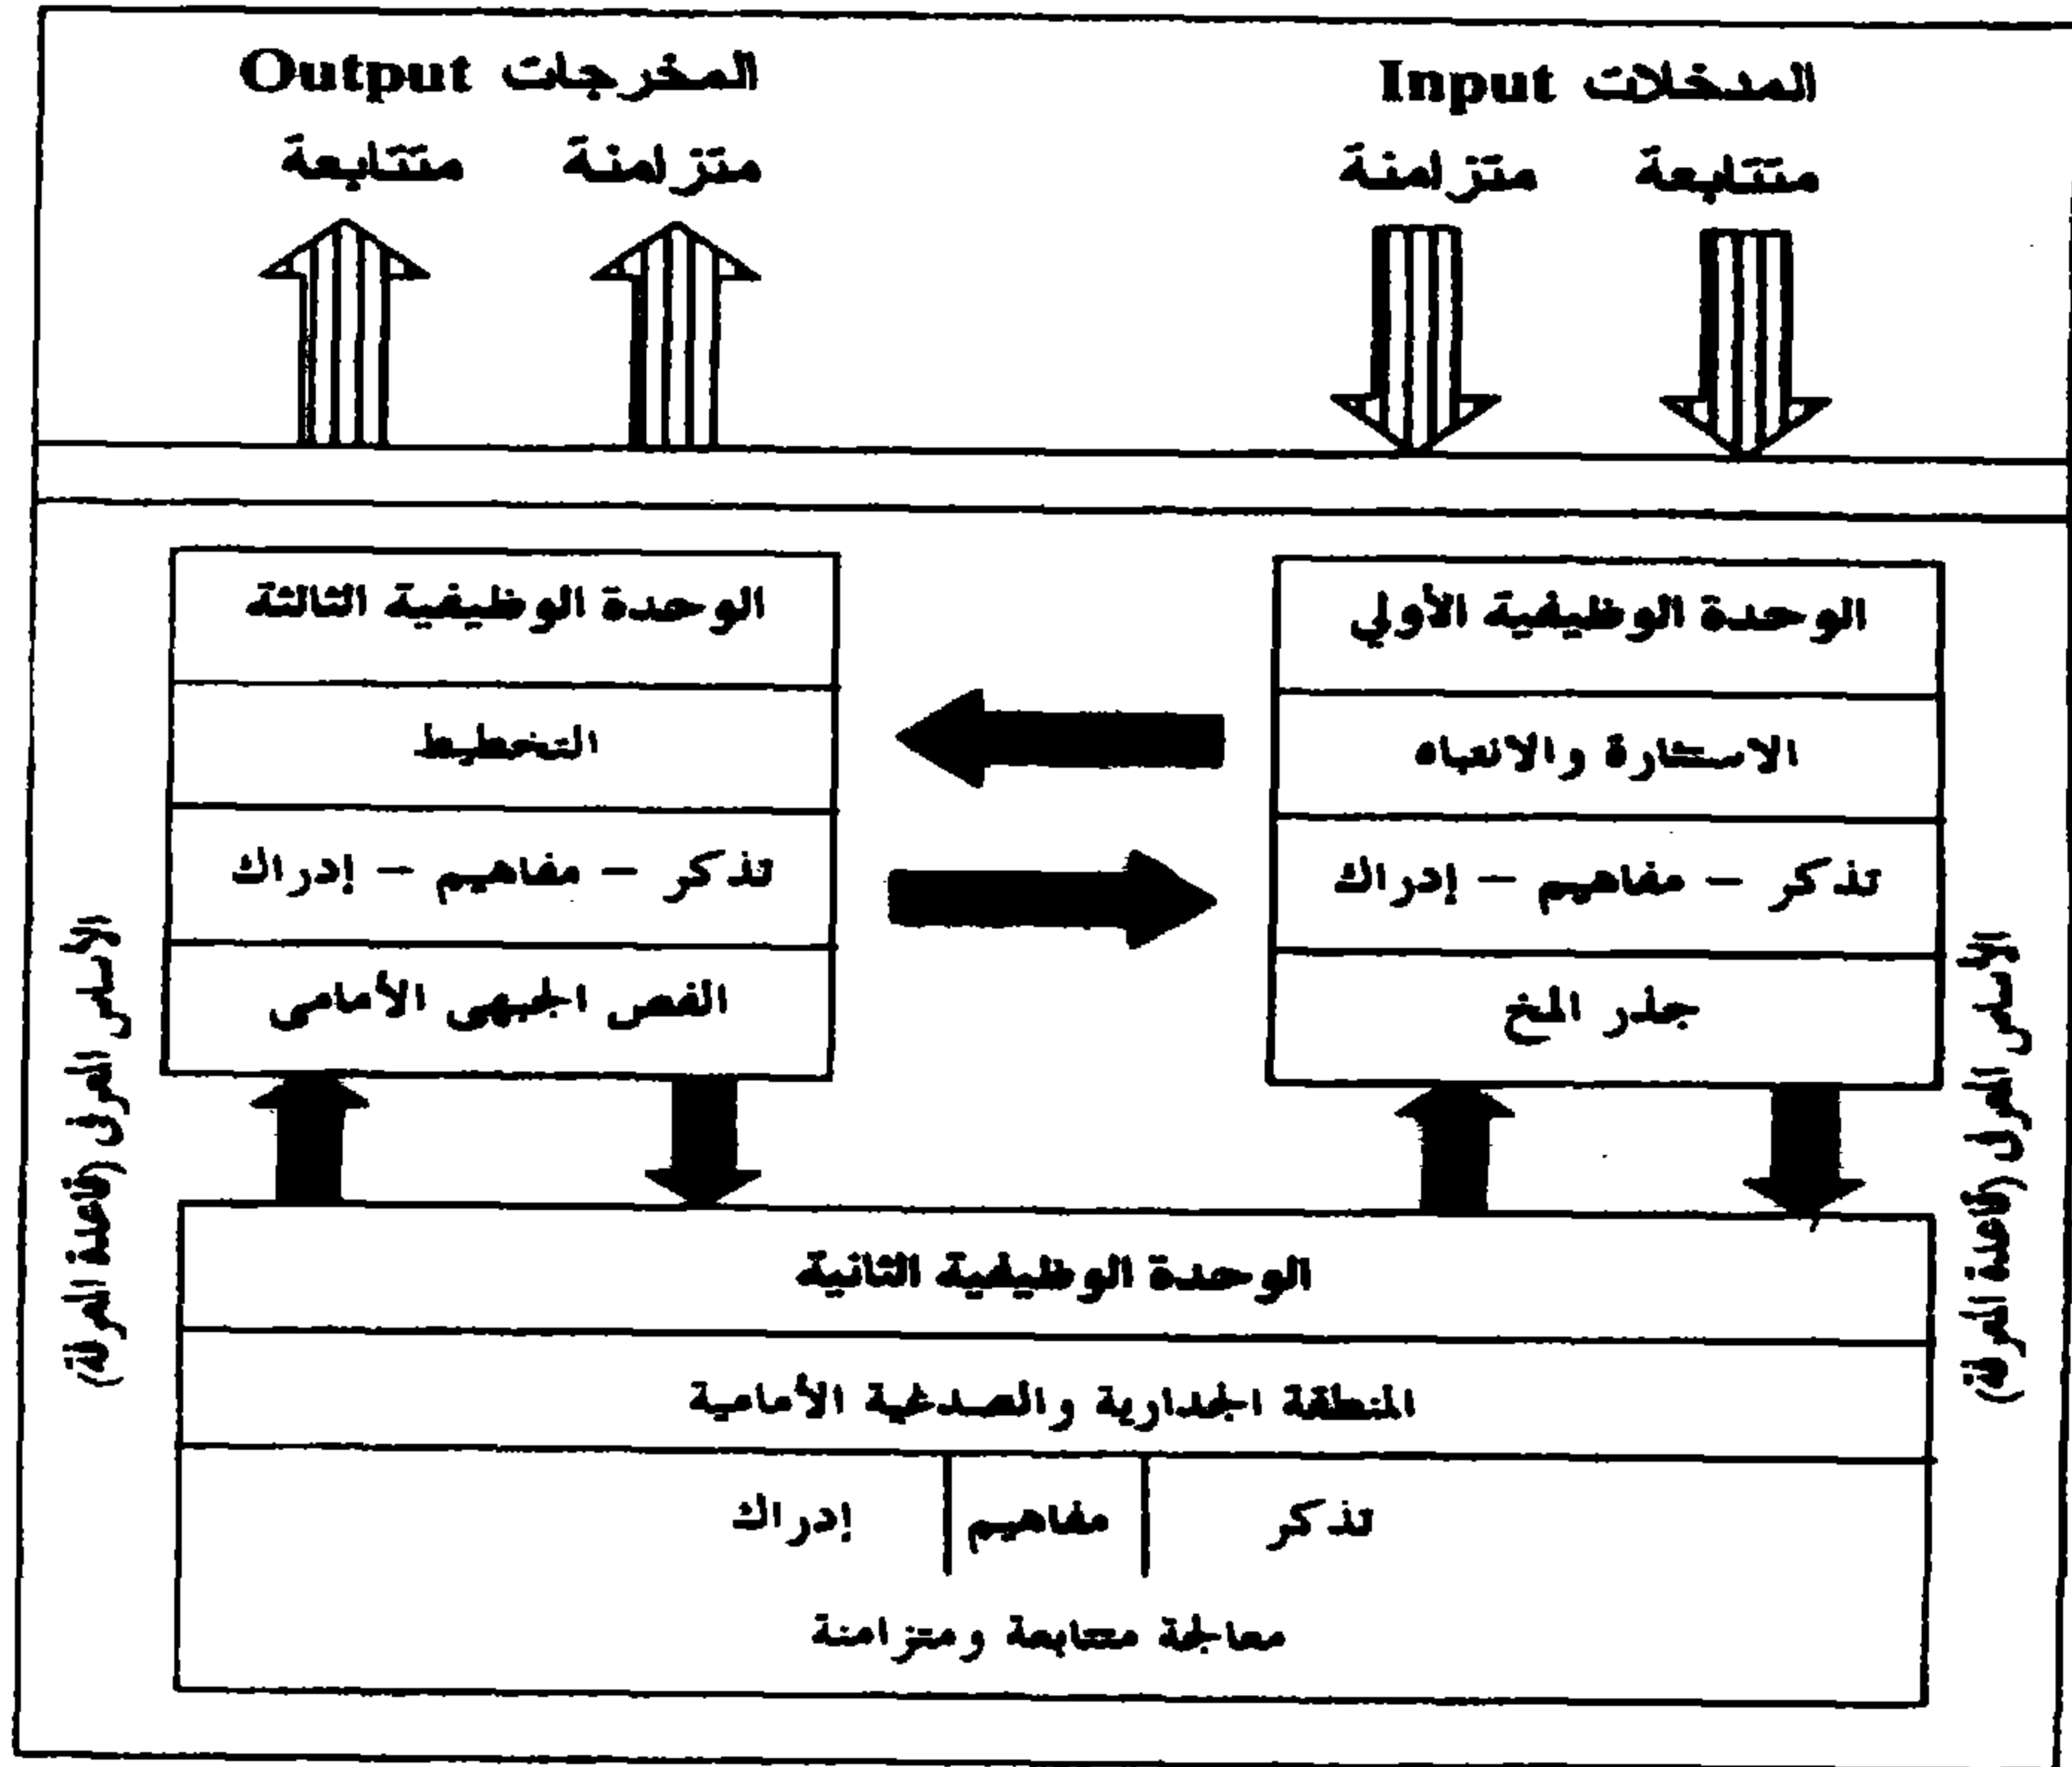 المدخلات Input
متتابعة متزامنة
المخرجات Output
متزامنة متتابعة
الوحدة الوظيفية الأولي
الاستثارة والانتباه
تذكر – مفاهيم – إدراك
جذر المخ
الوحدة الوظيفية الثالثة
التخطيط
تذكر – مفاهيم – إدراك
الفص الجبهى الأمامى
الوحدة الوظيفية الثانية
المنطقة الجدارية والصدغية الأمامية
تذكر
مفاهيم
إدراك
معالجة متتابعة ومتزامنة
الأساس المعرفى (قاعدة المعرفة)
الأساس المعرفى (قاعدة المعرفة)